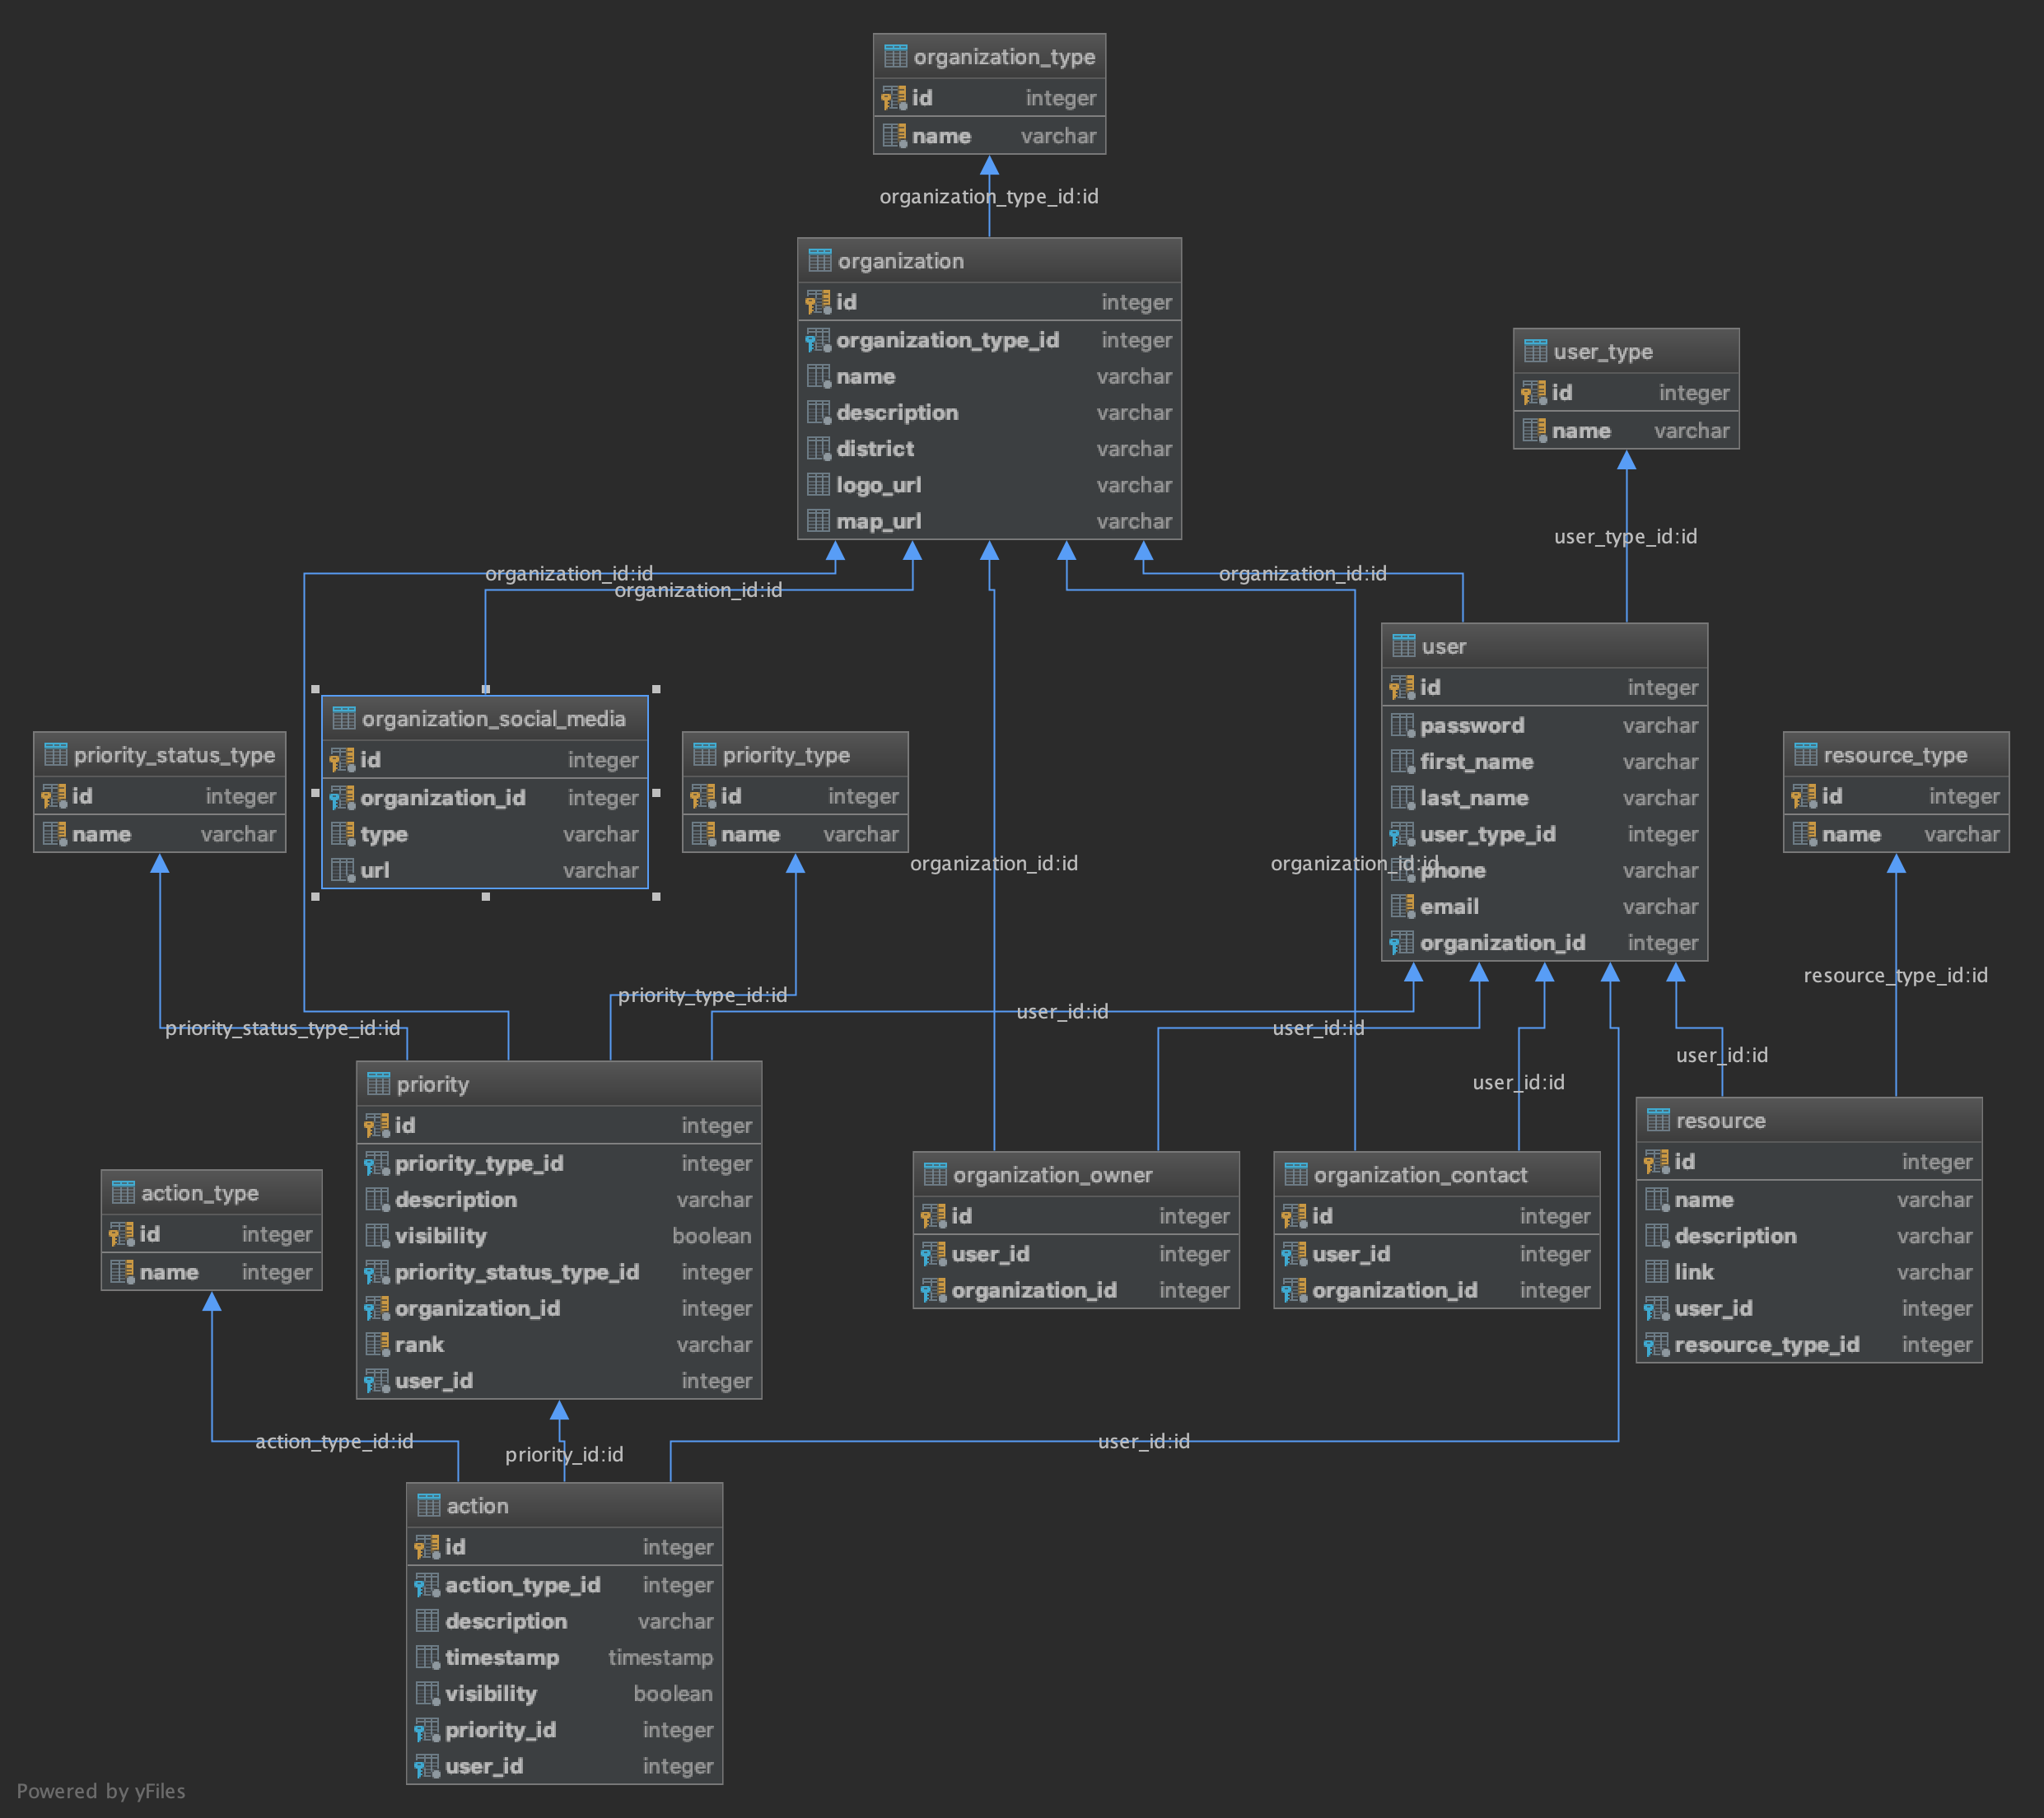 organization_type
id integer
name varchar
organization_type_id:id
organization
id integer
organization_type_id integer
name varchar
description varchar
district varchar
logo_url varchar
map_url varchar
user_type
id integer
name varchar
user_type_id:id
organization_id:id
organization_id:id
organization_id:id
user
id integer
password varchar
first_name varchar
last_name varchar
user_type_id integer
phone varchar
email varchar
organization_id integer
organization_social_media
id integer
organization_id integer
type varchar
url varchar
priority_status_type
id integer
name varchar
priority_type
id integer
name varchar
resource_type
id integer
name varchar
organization_id:id
organization_id:id
resource_type_id:id
priority_type_id:id
user_id:id
priority_status_type_id:id
user_id:id
user_id:id
user_id:id
priority
id integer
priority_type_id integer
description varchar
visibility boolean
priority_status_type_id integer
organization_id integer
rank varchar
user_id integer
action_type
id integer
name integer
organization_owner
id integer
user_id integer
organization_id integer
organization_contact
id integer
user_id integer
organization_id integer
resource
id integer
name varchar
description varchar
link varchar
user_id integer
resource_type_id integer
action_type_id:id
priority_id:id
user_id:id
action
id integer
action_type_id integer
description varchar
timestamp timestamp
visibility boolean
priority_id integer
user_id integer
Powered by yFiles